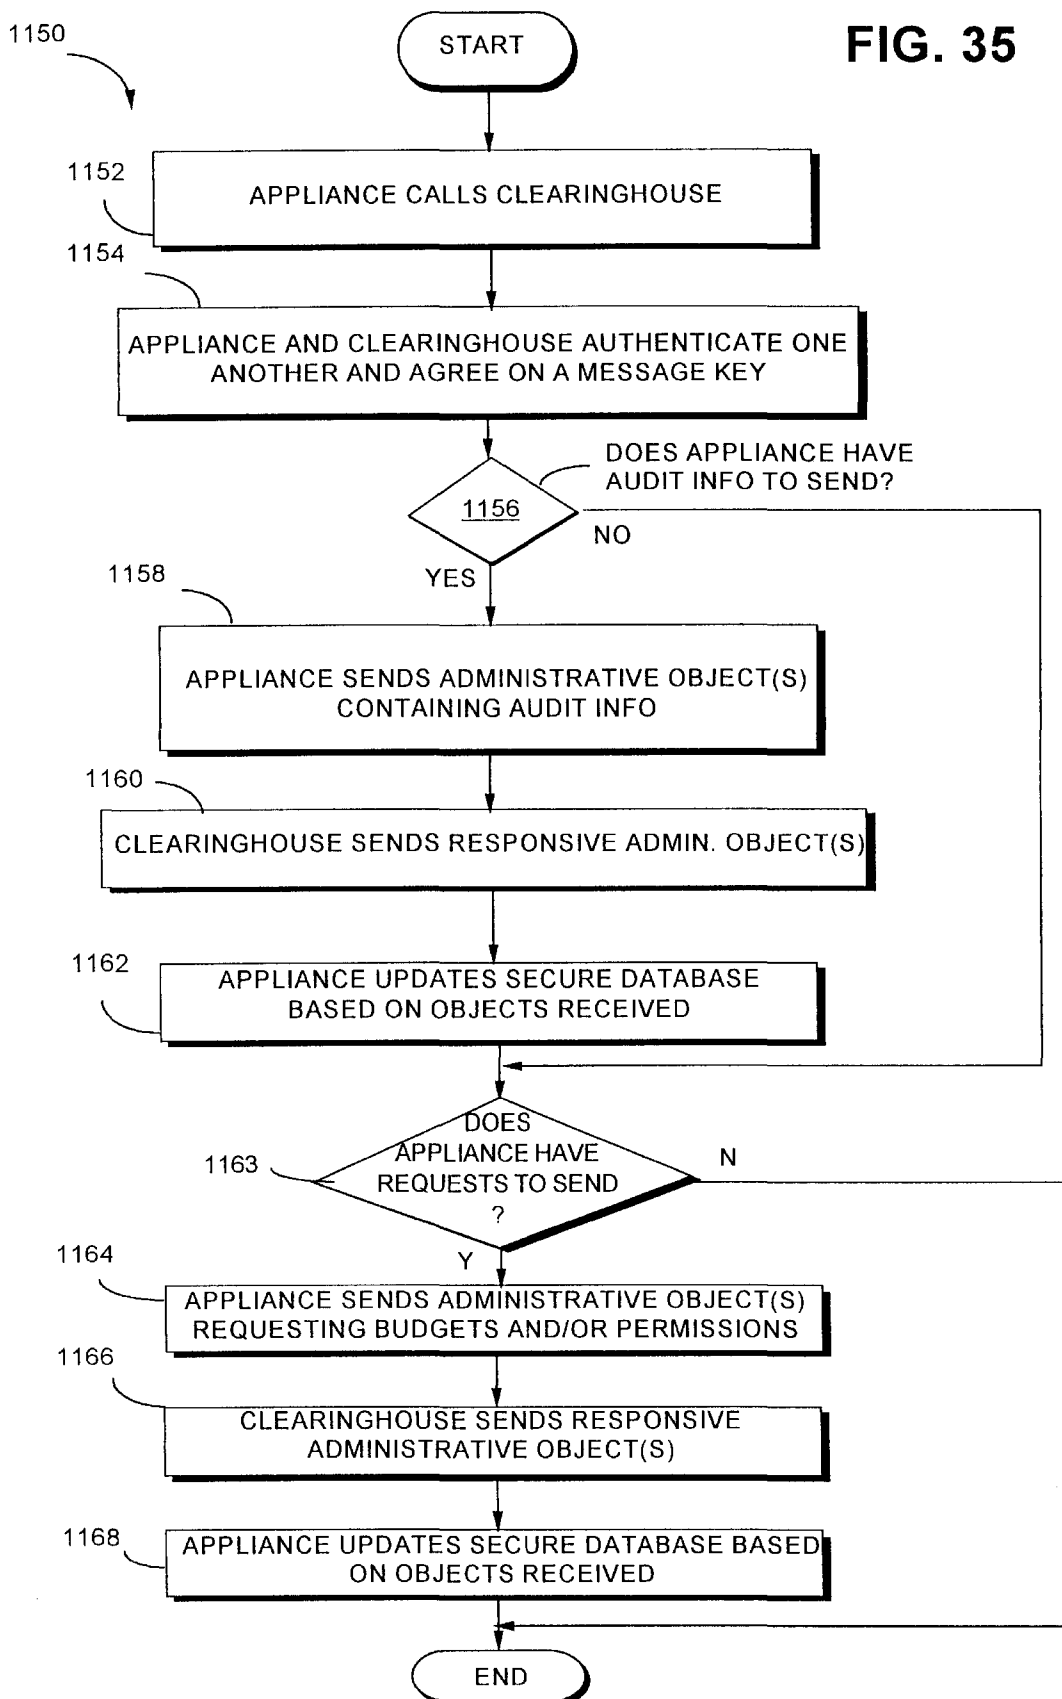 1150
START
FIG. 35
1152
APPLIANCE CALLS CLEARINGHOUSE
1154
APPLIANCE AND CLEARINGHOUSE AUTHENTICATE ONE
ANOTHER AND AGREE ON A MESSAGE KEY
DOES APPLIANCE HAVE
AUDIT INFO TO SEND?
1156
NO
YES
1158
APPLIANCE SENDS ADMINISTRATIVE OBJECT(S)
CONTAINING AUDIT INFO
1160
CLEARINGHOUSE SENDS RESPONSIVE ADMIN. OBJECT(S)
1162
APPLIANCE UPDATES SECURE DATABASE
BASED ON OBJECTS RECEIVED
DOES
APPLIANCE HAVE
REQUESTS TO SEND
?
1163
N
Y
1164
APPLIANCE SENDS ADMINISTRATIVE OBJECT(S)
REQUESTING BUDGETS AND/OR PERMISSIONS
1166
CLEARINGHOUSE SENDS RESPONSIVE
ADMINISTRATIVE OBJECT(S)
1168
APPLIANCE UPDATES SECURE DATABASE BASED
ON OBJECTS RECEIVED
END